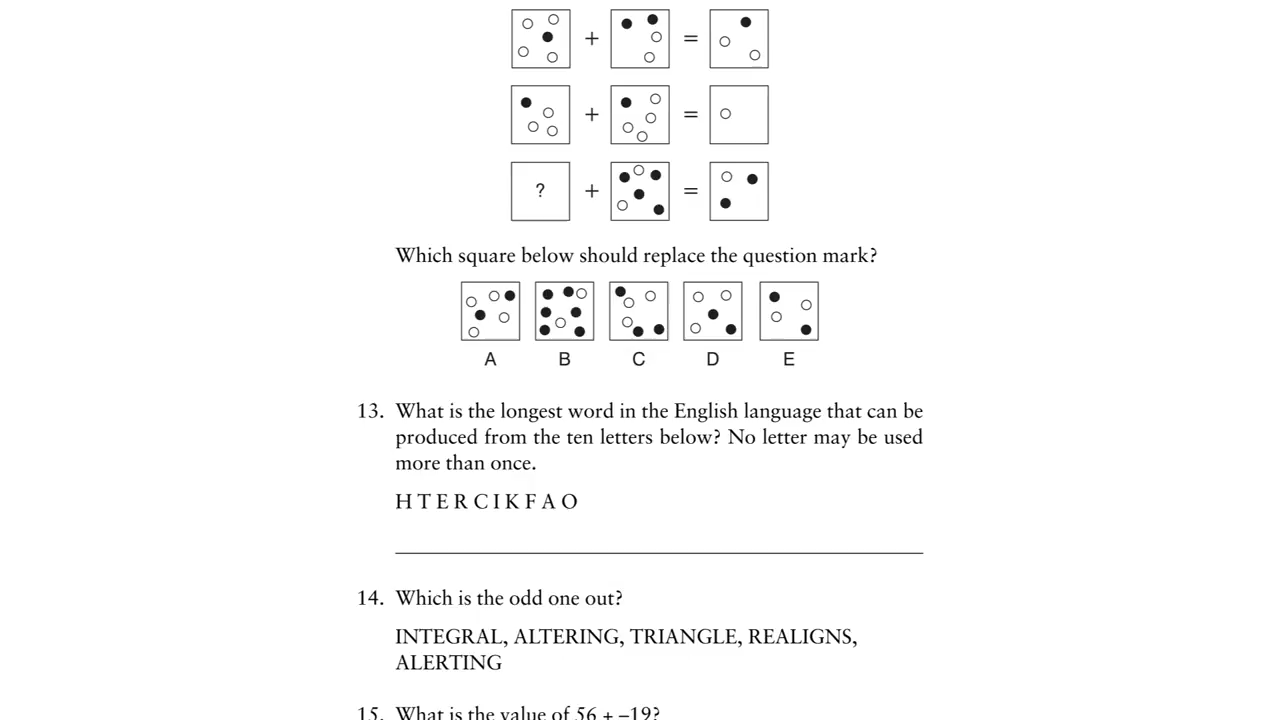 + =
+ =
? + =
Which square below should replace the question mark?
A B C D E
13. What is the longest word in the English language that can be
produced from the ten letters below? No letter may be used
more than once.
H T E R C I K F A O
14. Which is the odd one out?
INTEGRAL, ALTERING, TRIANGLE, REALIGNS,
ALERTING
15. What is the value of 56 + –19?